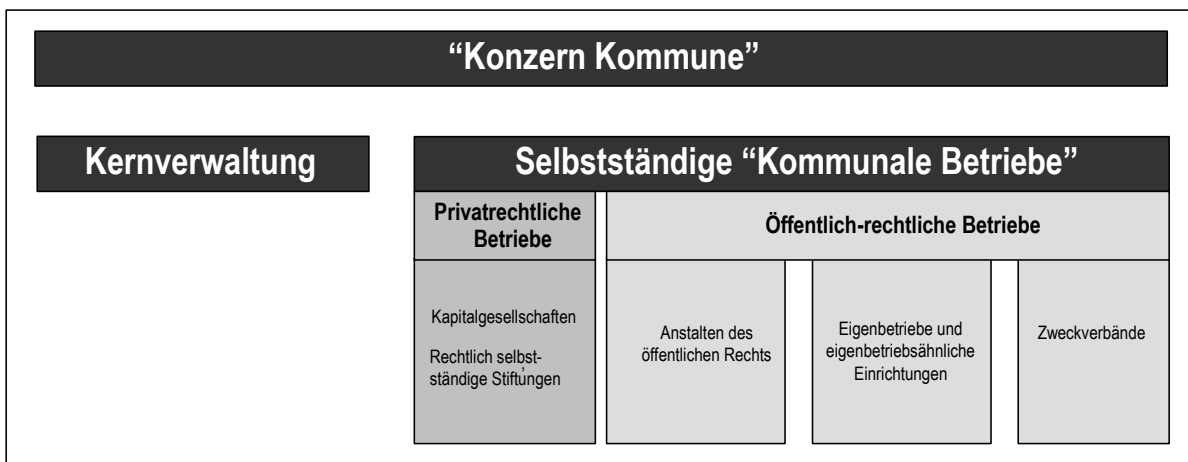 “Konzern Kommune”
Kernverwaltung
Selbstständige “Kommunale Betriebe”
Privatrechtliche
Betriebe
Öffentlich-rechtliche Betriebe
Kapitalgesellschaften
Rechtlich selbst-
ständige Stiftungen
Anstalten des
öffentlichen Rechts
Eigenbetriebe und
eigenbetriebsähnliche
Einrichtungen
Zweckverbände